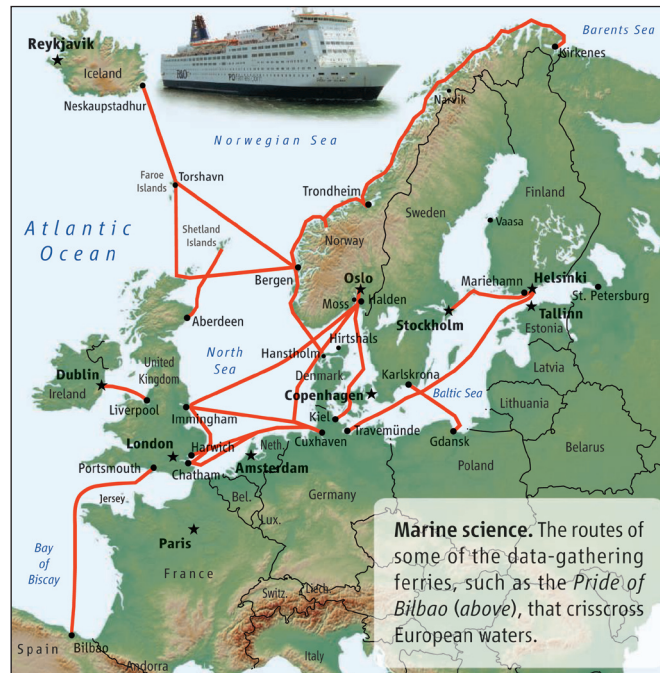 Barents Sea
Reykjavik
Iceland
Kirkenes
Neskaupstadhur
P&O
Narvik
Norwegian Sea
Faroe
Islands
Torshavn
Finland
Trondheim
Sweden
Vaasa
Atlantic
Ocean
Shetland
Islands
Norway
Bergen
Oslo
Mariehamn
Helsinki
St. Petersburg
Moss
Halden
Aberdeen
Stockholm
Tallinn
Estonia
North
Sea
Hanstholm
Hirtshals
Latvia
Dublin
United
Kingdom
Denmark
Karlskrona
Baltic Sea
Ireland
Liverpool
Copenhagen
Lithuania
Immingham
Kiel
Cuxhaven
Travemünde
Gdansk
Belarus
London
Harwich
Neth.
Portsmouth
Chatham
Amsterdam
Poland
Jersey
Bel.
Germany
Lux.
Paris
Bay
of
Biscay
France
Switz.
Liech.
Spain
Bilbao
Andorra
Italy
Marine science. The routes of
some of the data-gathering
ferries, such as the Pride of
Bilbao (above), that crisscross
European waters.